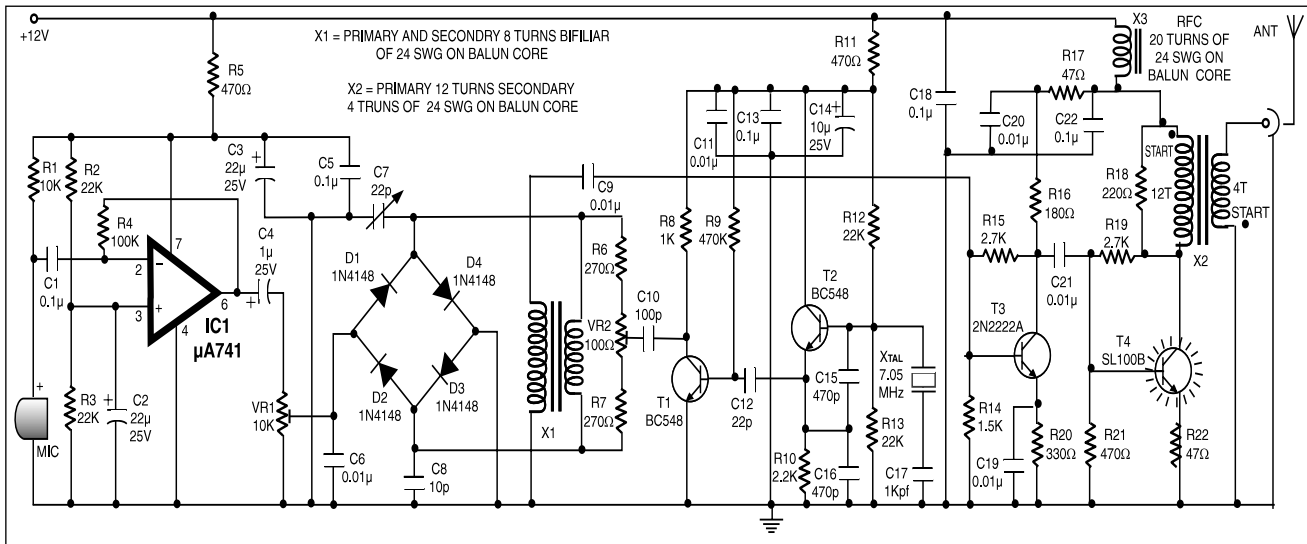 +12V
X1 = PRIMARY AND SECONDRY 8 TURNS BIFILIAR
OF 24 SWG ON BALUN CORE
X2 = PRIMARY 12 TURNS SECONDARY
4 TRUNS OF 24 SWG ON BALUN CORE
R5
470Ω
R11
470Ω
X3
RFC
20 TURNS OF
24 SWG ON
BALUN CORE
ANT
R17
47Ω
C18
0.1µ
C20
0.01µ
C22
0.1µ
C11
0.01µ
C13
0.1µ
C14
+
10µ
25V
R1
10K
R2
22K
C3
22µ
25V
+
C5
0.1µ
C7
22p
START
R18
220Ω
12T
4T
START
X2
R4
100K
C4
1µ
25V
+
C9
0.01µ
R16
180Ω
R15
2.7K
R19
2.7K
C21
0.01µ
R8
1K
R9
470K
R12
22K
R6
270Ω
VR2
100Ω
R7
270Ω
C10
100p
D1
1N4148
D4
1N4148
D2
1N4148
D3
1N4148
C1
0.1µ
2
3
7
4
6
−
+
IC1
µA741
X1
T1
BC548
T2
BC548
C12
22p
C15
470p
C16
470p
R10
2.2K
XTAL
7.05
MHz
R13
22K
C17
1Kpf
T3
2N2222A
T4
SL100B
R14
1.5K
C19
0.01µ
R20
330Ω
R21
470Ω
R22
47Ω
+
MIC
R3
22K
+
C2
22µ
25V
VR1
10K
C6
0.01µ
C8
10p